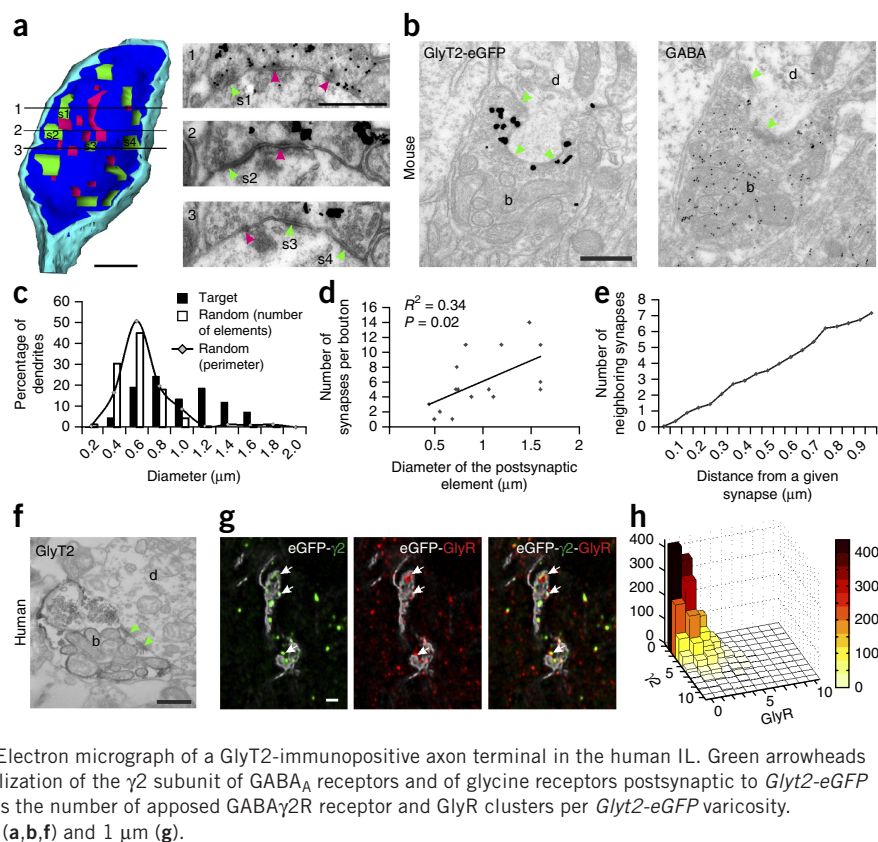 a
1
2
3
s1
s2
s3
s4
1
s1
2
s2
3
s3
s4
b
Mouse
GlyT2-eGFP
d
b
GABA
d
b
c
Percentage of
dendrites
60
50
40
30
20
10
0
Target
Random (number
of elements)
Random
(perimeter)
0.2
0.4
0.6
0.8
1.0
1.2
1.4
1.6
1.8
2.0
Diameter (μm)
d
Number of
synapses per bouton
16
14
12
10
8
6
4
2
0
R² = 0.34
P = 0.02
0.5
1
1.5
2
Diameter of the postsynaptic
element (μm)
e
Number of
neighboring synapses
8
7
6
5
4
3
2
1
0
0.1
0.2
0.3
0.4
0.5
0.6
0.7
0.8
0.9
Distance from a given
synapse (μm)
f
Human
GlyT2
d
b
g
eGFP-γ2
eGFP-GlyR
eGFP-γ2-GlyR
h
400
300
200
100
0
0
5
10
γ2
0
5
10
GlyR
400
300
200
100
0
Electron micrograph of a GlyT2-immunopositive axon terminal in the human IL. Green arrowheads
lization of the γ2 subunit of GABAA receptors and of glycine receptors postsynaptic to Glyt2-eGFP
s the number of apposed GABAγ2R receptor and GlyR clusters per Glyt2-eGFP varicosity.
(a,b,f) and 1 μm (g).